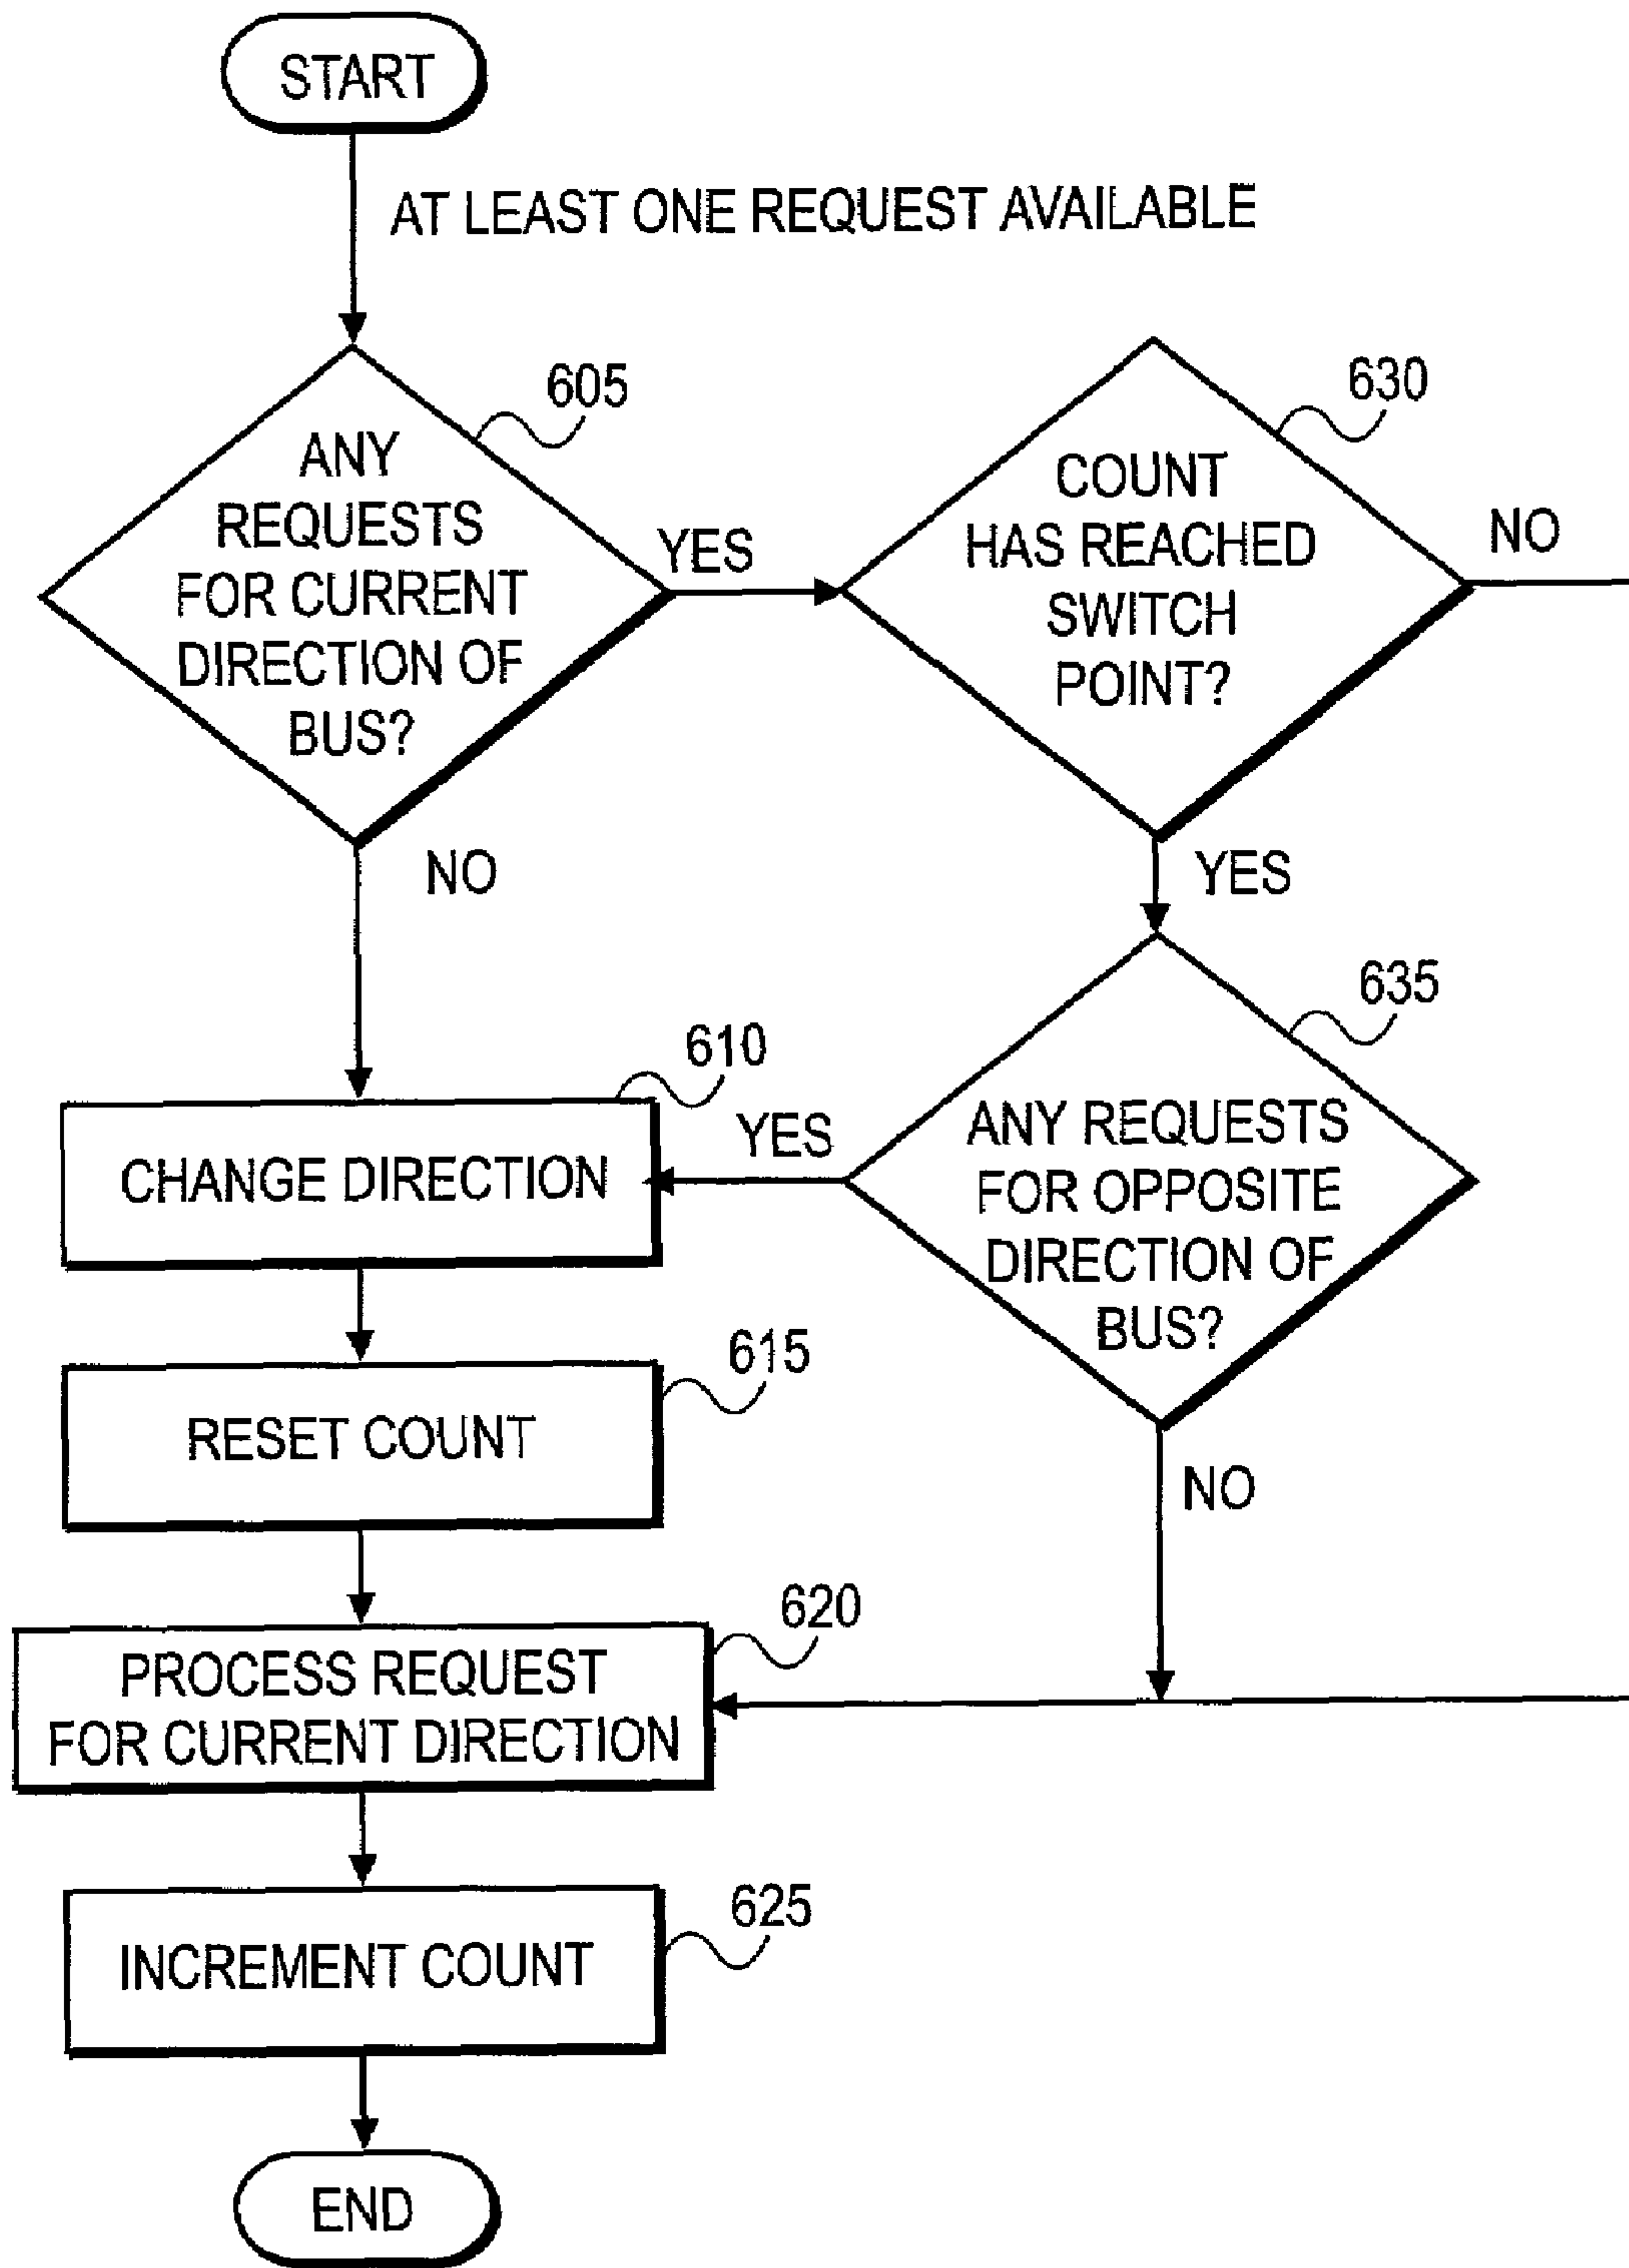 START
AT LEAST ONE REQUEST AVAILABLE
605
ANY
REQUESTS
FOR CURRENT
DIRECTION OF
BUS?
YES
NO
630
COUNT
HAS REACHED
SWITCH
POINT?
NO
YES
635
ANY REQUESTS
FOR OPPOSITE
DIRECTION OF
BUS?
YES
NO
610
CHANGE DIRECTION
615
RESET COUNT
620
PROCESS REQUEST
FOR CURRENT DIRECTION
625
INCREMENT COUNT
END